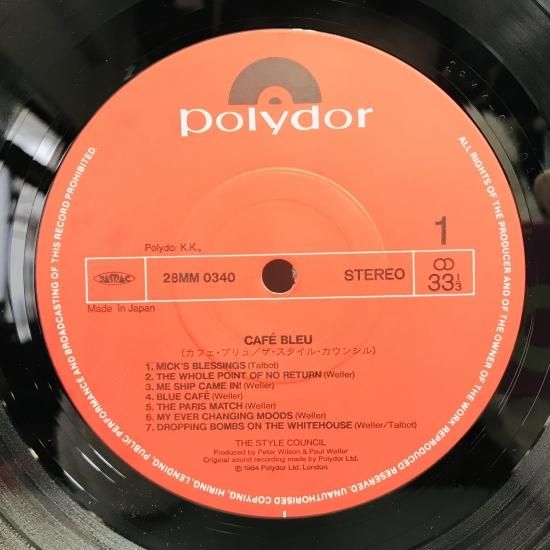 polydor
1
Polydor K.K.,
JASRAC
28MM 0340
STEREO
33 1/3
Made in Japan
CAFÉ BLEU
(カフェ・ブリュ/ザ・スタイル・カウンシル)
1. MICK'S BLESSINGS (Talbot)
2. THE WHOLE POINT OF NO RETURN (Weller)
3. ME SHIP CAME IN! (Weller)
4. BLUE CAFÉ (Weller)
5. THE PARIS MATCH (Weller)
6. MY EVER CHANGING MOODS (Weller)
7. DROPPING BOMBS ON THE WHITEHOUSE (Weller/Talbot)
THE STYLE COUNCIL
Produced by Peter Wilson & Paul Weller
Original sound recording made by Polydor Ltd.
℗ 1984 Polydor Ltd. London
ALL RIGHTS OF THE PRODUCER AND OF THE OWNER OF THE WORK REPRODUCED RESERVED. UNAUTHORISED COPYING, HIRING, LENDING, PUBLIC PERFORMANCE AND BROADCASTING OF THIS RECORD PROHIBITED.